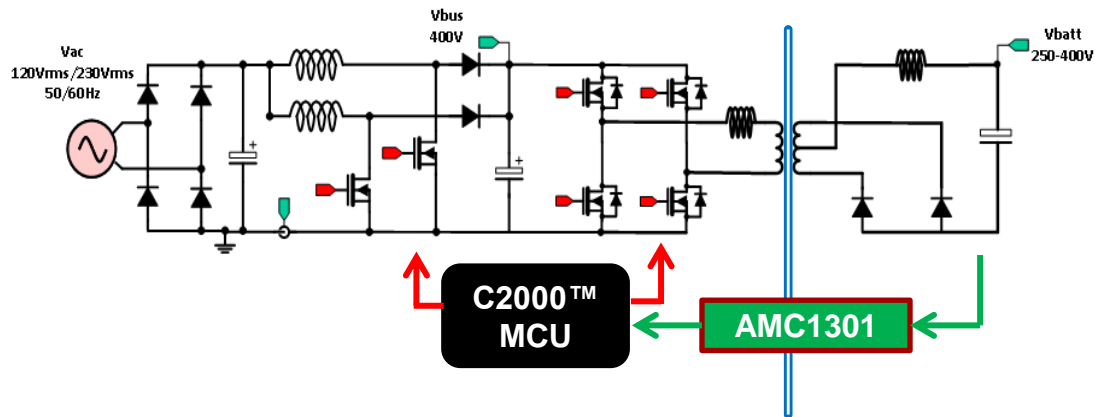 Vac
120Vrms/230Vrms
50/60Hz
Vbus
400V
+
+
Vbatt
250-400V
+
C2000™
MCU
AMC1301